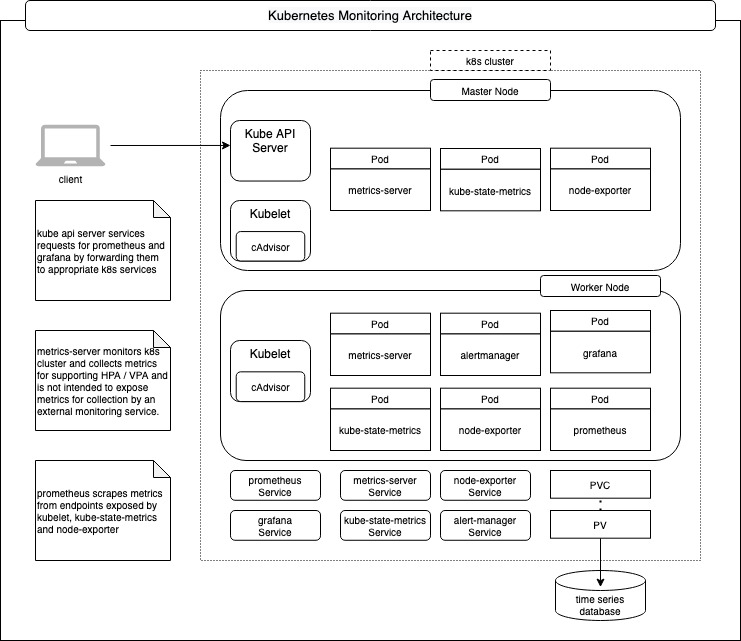 Kubernetes Monitoring Architecture
k8s cluster
Master Node
Kube API
Server
client
Pod
metrics-server
Pod
kube-state-metrics
Pod
node-exporter
Kubelet
cAdvisor
kube api server services
requests for prometheus and
grafana by forwarding them
to appropriate k8s services
Worker Node
Kubelet
cAdvisor
Pod
metrics-server
Pod
alertmanager
Pod
grafana
Pod
kube-state-metrics
Pod
node-exporter
Pod
prometheus
metrics-server monitors k8s
cluster and collects metrics
for supporting HPA / VPA and
is not intended to expose
metrics for collection by an
external monitoring service.
prometheus scrapes metrics
from endpoints exposed by
kubelet, kube-state-metrics
and node-exporter
prometheus
Service
metrics-server
Service
node-exporter
Service
PVC
grafana
Service
kube-state-metrics
Service
alert-manager
Service
PV
time series
database